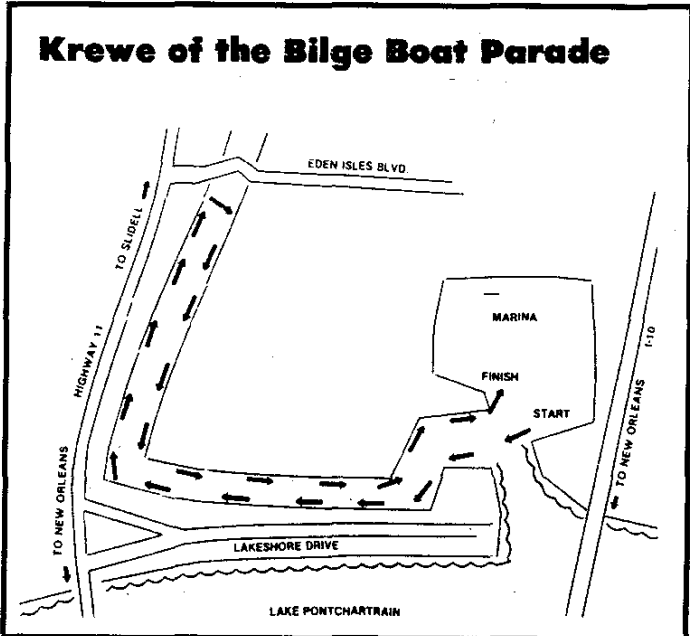 Krewe of the Bilge Boat Parade
EDEN ISLES BLVD.
TO SLIDELL
HIGHWAY 11
MARINA
I-10
FINISH
START
TO NEW ORLEANS
TO NEW ORLEANS
LAKESHORE DRIVE
LAKE PONTCHARTRAIN